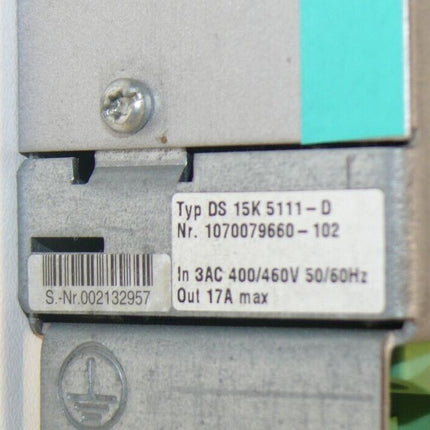 Typ DS 15K 5111-D
Nr. 1070079660-102
In 3AC 400/460V 50/60Hz
Out 17A max
S.-Nr.002132957